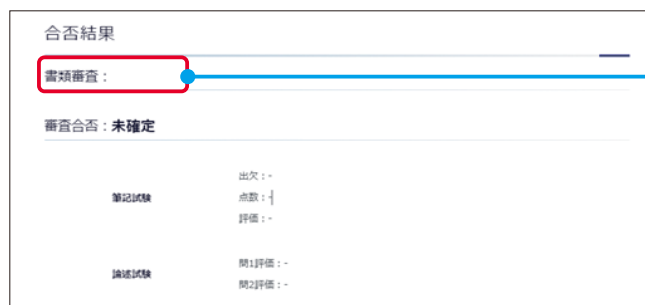 合否結果
書類審査：
審査合否：未確定
出欠：-
筆記試験
点数：-
評価：-
問1評価：-
論述試験
問2評価：-